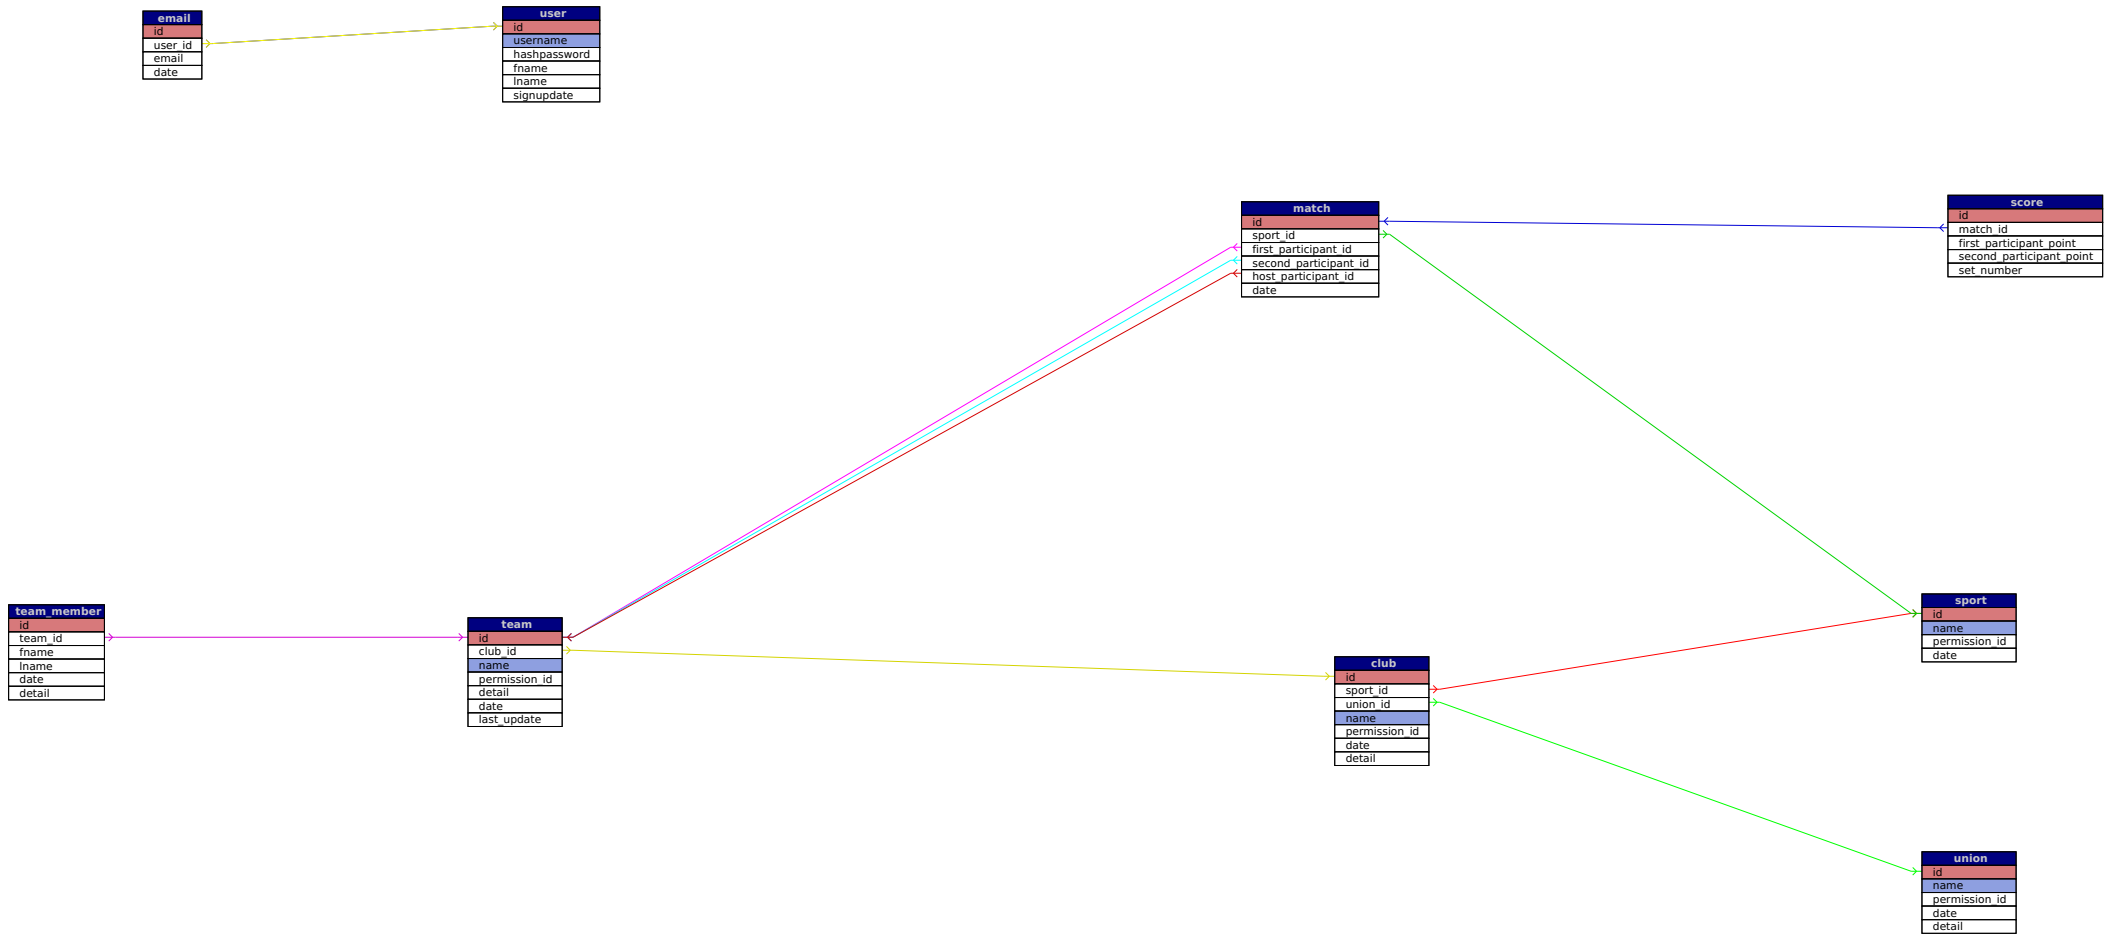 email
id
user_id
email
date
user
id
username
hashpassword
fname
lname
signupdate
match
id
sport_id
first_participant_id
second_participant_id
host_participant_id
date
score
id
match_id
first_participant_point
second_participant_point
set_number
team_member
id
team_id
fname
lname
date
detail
team
id
club_id
name
permission_id
detail
date
last_update
club
id
sport_id
union_id
name
permission_id
date
detail
sport
id
name
permission_id
date
union
id
name
permission_id
date
detail